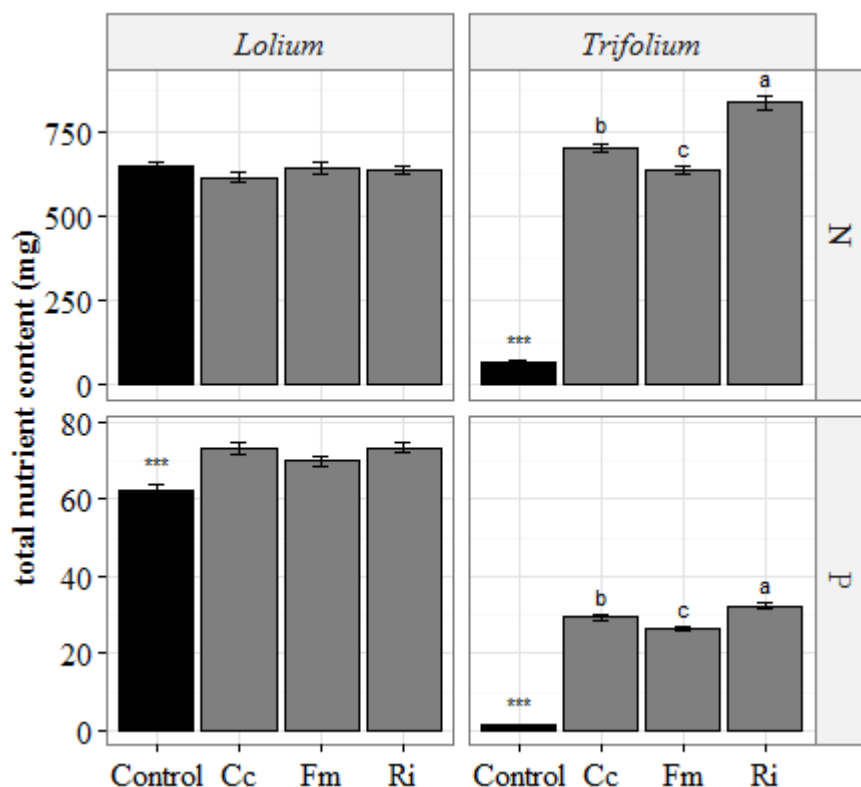 Lolium
Trifolium
total nutrient content (mg)
750
500
250
0
b
c
a
***
N
80
60
40
20
0
***
b
c
a
***
P
Control Cc Fm Ri
Control Cc Fm Ri